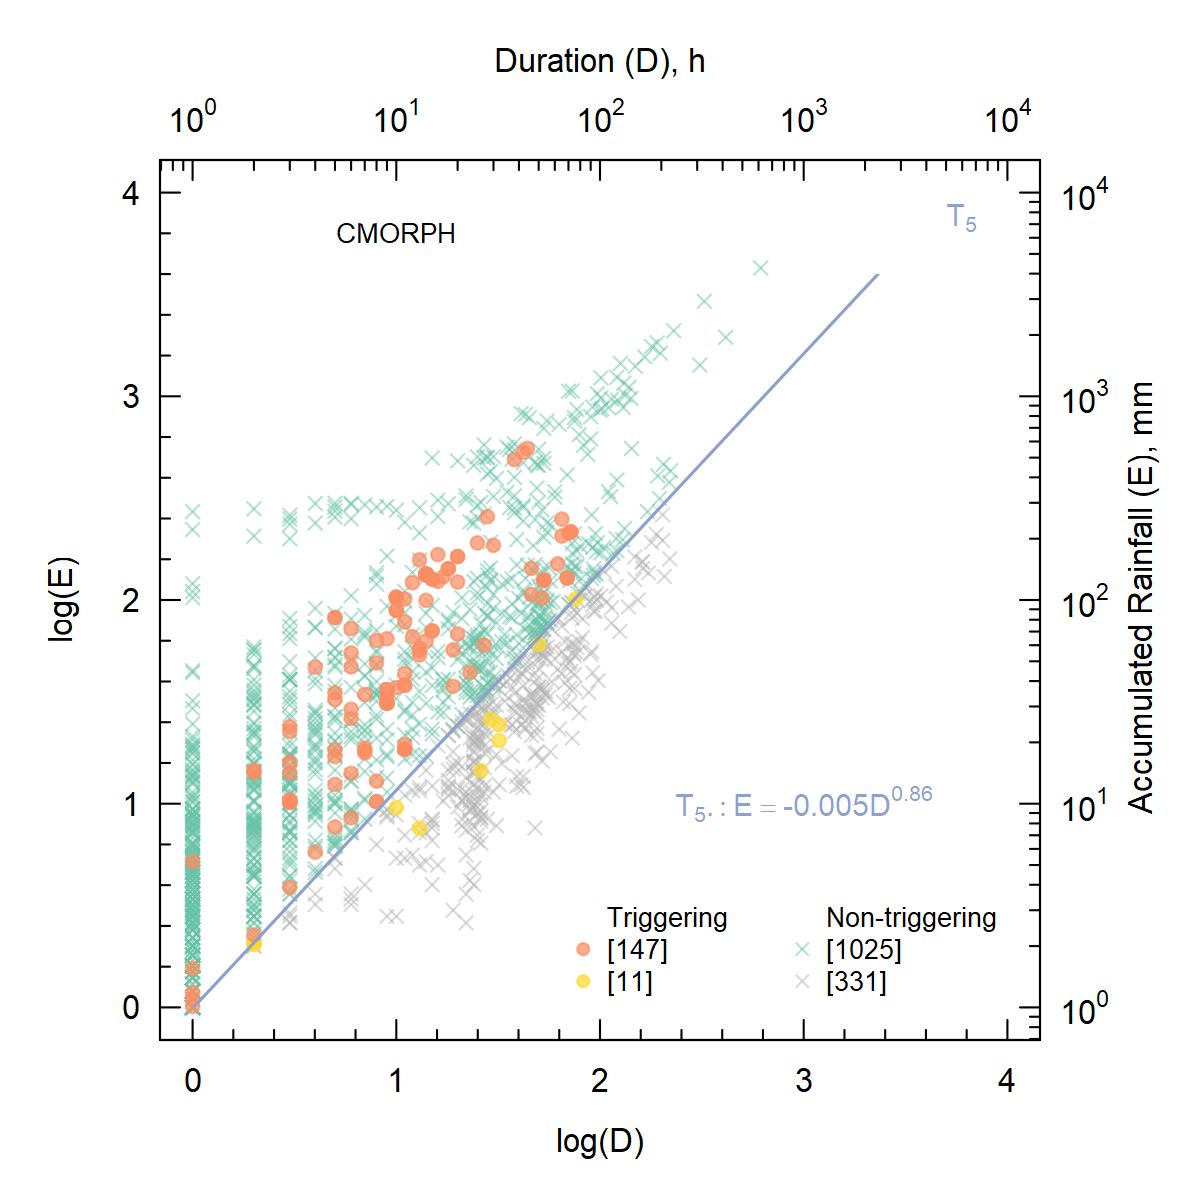 Duration (D), h
10^0 10^1 10^2 10^3 10^4
CMORPH
T_5
4 10^4
3 10^3
2 10^2
1 10^1
0 10^0
log(E)
Accumulated Rainfall (E), mm
T_5. : E = -0.005D^0.86
Triggering Non-triggering
[147] [1025]
[11] [331]
0 1 2 3 4
log(D)